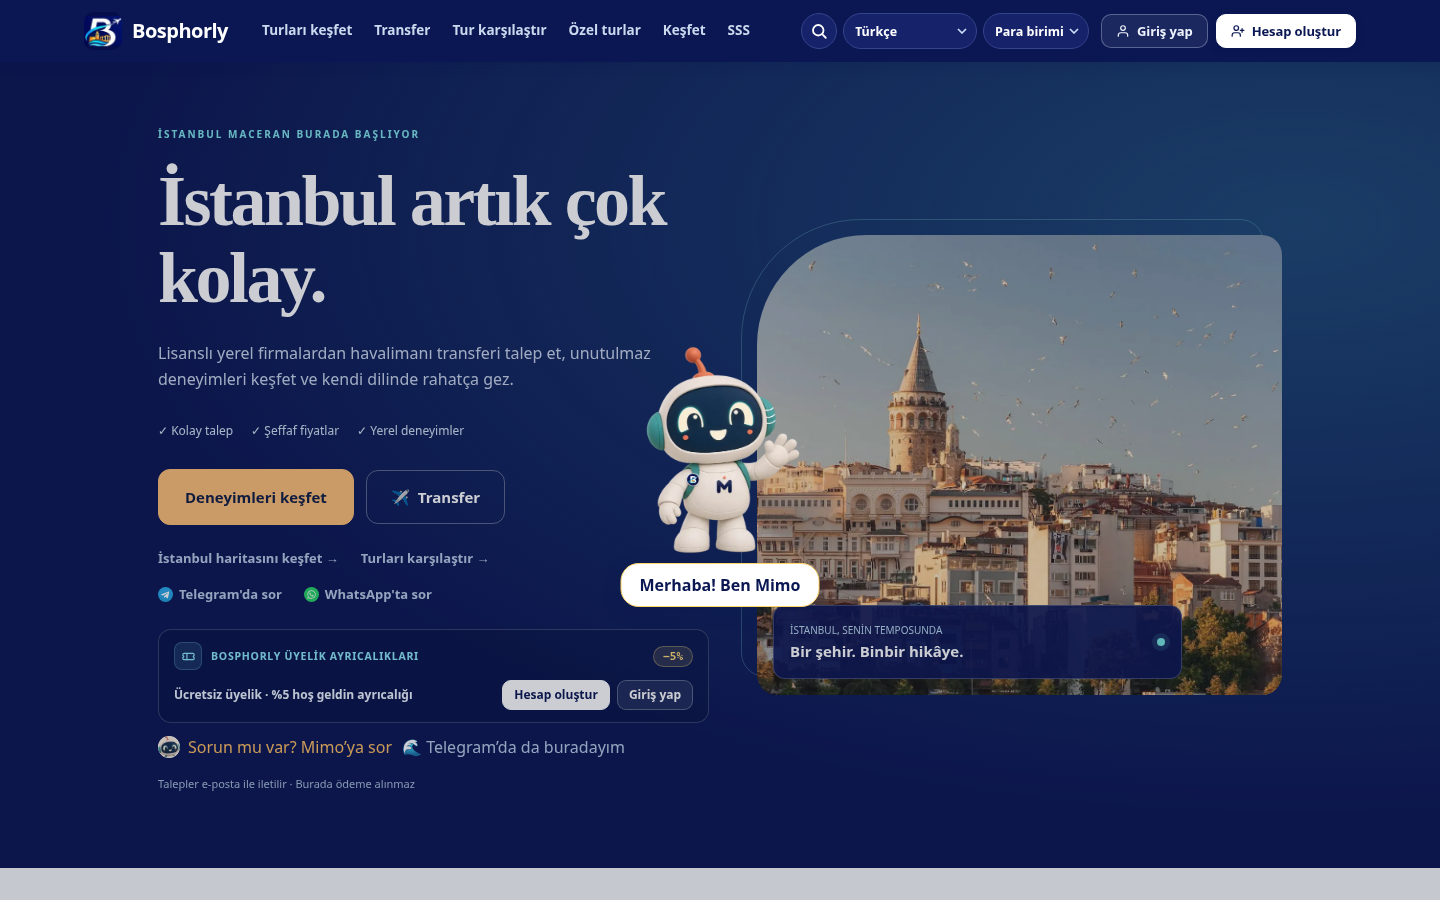 Bosphorly
Turları keşfet
Transfer
Tur karşılaştır
Özel turlar
Keşfet
SSS
Türkçe
Para birimi
Giriş yap
Hesap oluştur
İSTANBUL MACERAN BURADA BAŞLIYOR
İstanbul artık çok
kolay.
Lisanslı yerel firmalardan havalimanı transferi talep et, unutulmaz
deneyimleri keşfet ve kendi dilinde rahatça gez.
✓ Kolay talep
✓ Şeffaf fiyatlar
✓ Yerel deneyimler
Deneyimleri keşfet
Transfer
İstanbul haritasını keşfet →
Turları karşılaştır →
Telegram'da sor
WhatsApp'ta sor
Merhaba! Ben Mimo
İSTANBUL, SENİN TEMPOSUNDA
Bir şehir. Binbir hikâye.
BOSPHORLY ÜYELİK AYRICALIKLARI
−5%
Ücretsiz üyelik · %5 hoş geldin ayrıcalığı
Hesap oluştur
Giriş yap
Sorun mu var? Mimo’ya sor
Telegram’da da buradayım
Talepler e-posta ile iletilir · Burada ödeme alınmaz